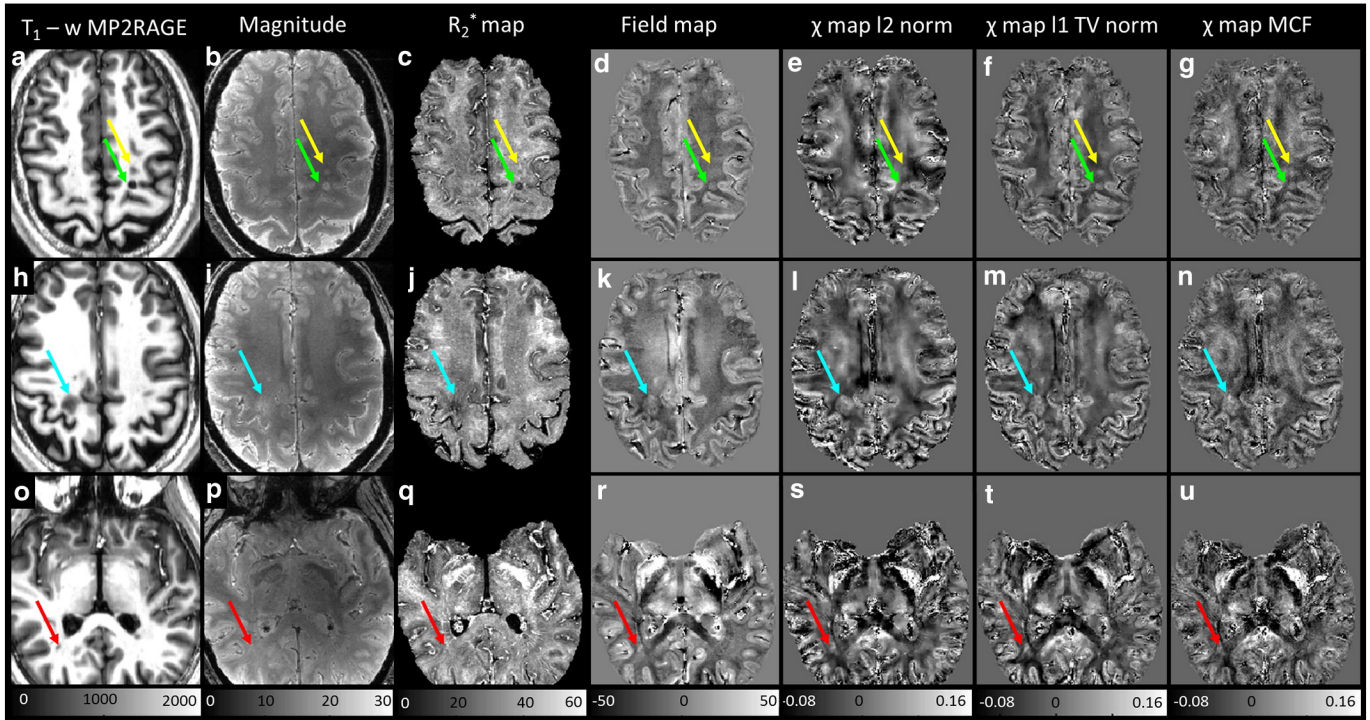 T₁ – w MP2RAGE Magnitude R₂* map Field map χ map l2 norm χ map l1 TV norm χ map MCF
a b c d e f g
h i j k l m n
o p q r s t u
0 1000 2000 0 10 20 30 20 40 60 -50 0 50 -0.08 0 0.16 -0.08 0 0.16 -0.08 0 0.16